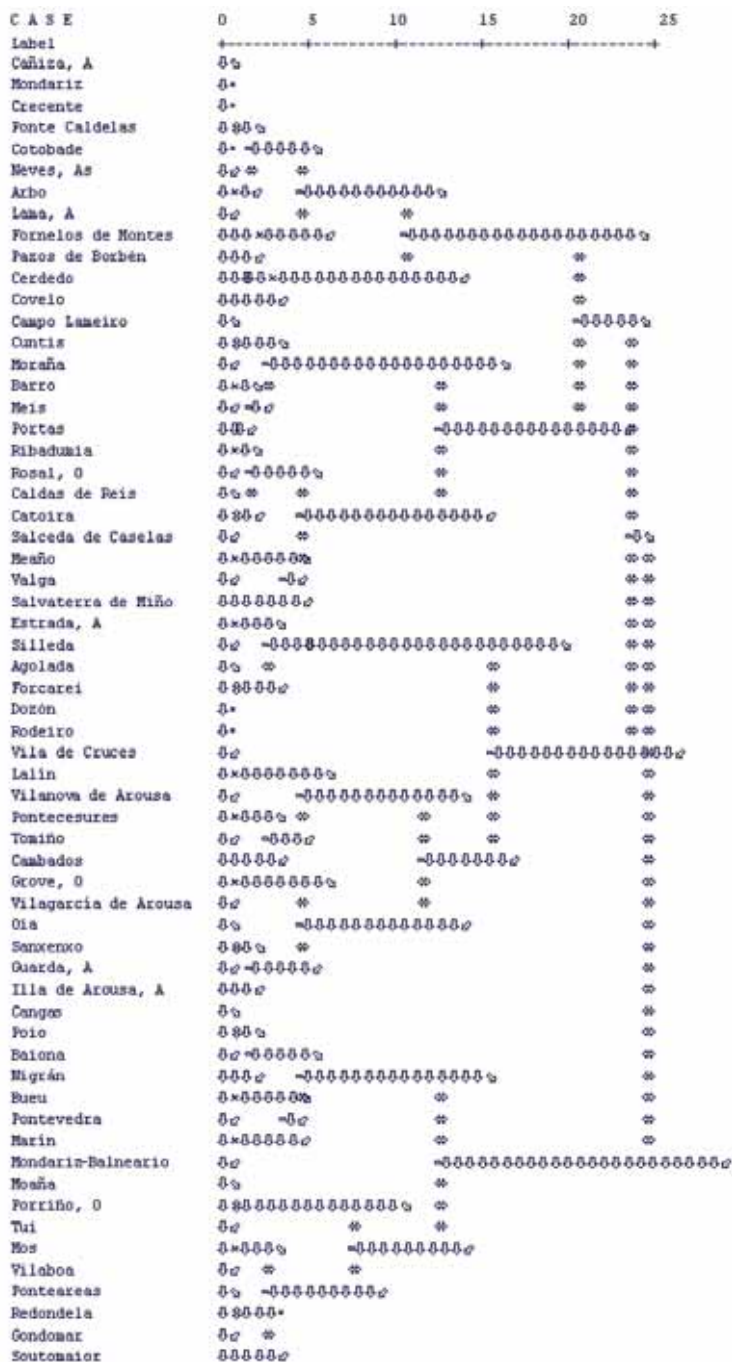 C A S E 0 5 10 15 20 25
Label
Cañiza, A
Mondariz
Crecente
Ponte Caldelas
Cotobade
Neves, As
Arbo
Lama, A
Fornelos de Montes
Pazos de Borbén
Cerdedo
Covelo
Campo Lameiro
Cuntis
Moraña
Barro
Meis
Portas
Ribadumia
Rosal, O
Caldas de Reis
Catoira
Salceda de Caselas
Meaño
Valga
Salvaterra de Miño
Estrada, A
Silleda
Agolada
Forcarei
Dozón
Rodeiro
Vila de Cruces
Lalín
Vilanova de Arousa
Pontecesures
Tomiño
Cambados
Grove, O
Vilagarcía de Arousa
Oia
Sanxenxo
Guarda, A
Illa de Arousa, A
Cangas
Poio
Baiona
Nigrán
Bueu
Pontevedra
Marín
Mondariz-Balneario
Moaña
Porriño, O
Tui
Mos
Vilaboa
Ponteareas
Redondela
Gondomar
Soutomaior